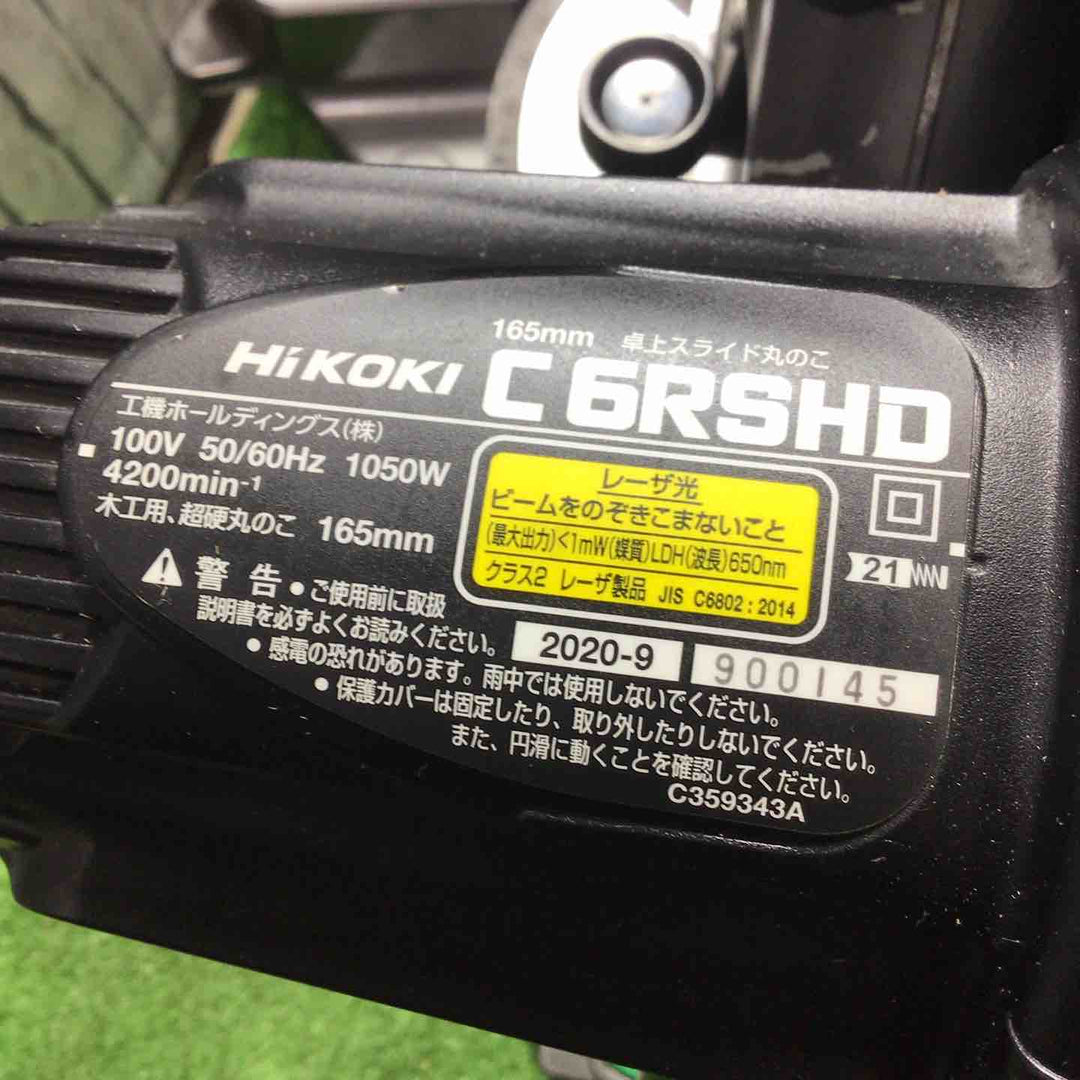 165mm 卓上スライド丸のこ
HiKOKI C 6RSHD
工機ホールディングス(株)
100V 50/60Hz 1050W
4200min-1
木工用、超硬丸のこ 165mm
レーザ光
ビームをのぞきこまないこと
(最大出力)<1mW(媒質)LDH(波長)650nm
クラス2 レーザ製品 JIS C6802:2014
21
警告 ●ご使用前に取扱
説明書を必ずよくお読みください。
2020-9 900145
●感電の恐れがあります。雨中では使用しないでください。
●保護カバーは固定したり、取り外したりしないでください。
また、円滑に動くことを確認してください。
C359343A